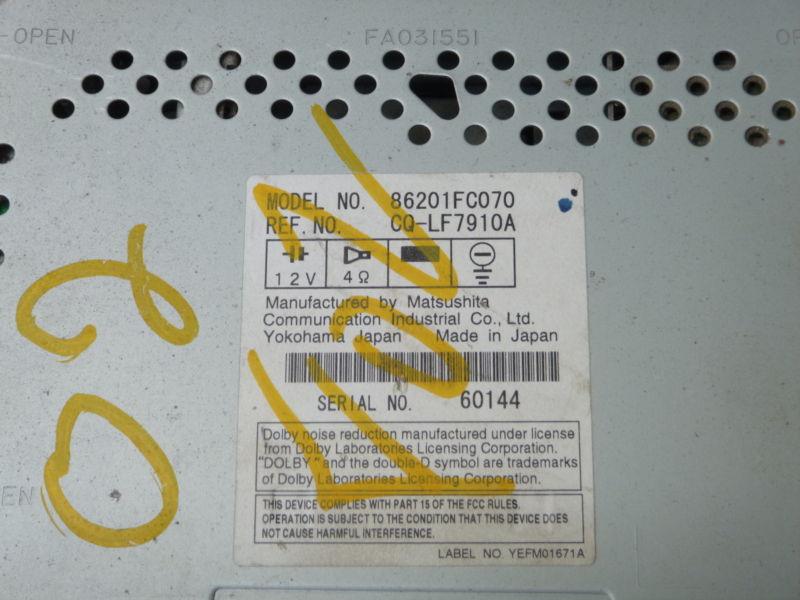 -OPEN FA031551 OP
MODEL NO. 86201FC070
REF. NO. CQ-LF7910A
12V 4Ω
Manufactured by Matsushita
Communication Industrial Co., Ltd.
Yokohama Japan Made in Japan
SERIAL NO. 60144
Dolby noise reduction manufactured under license
from Dolby Laboratories Licensing Corporation.
"DOLBY" and the double-D symbol are trademarks
of Dolby Laboratories Licensing Corporation.
EN
THIS DEVICE COMPLIES WITH PART 15 OF THE FCC RULES.
OPERATION IS SUBJECT TO THE CONDITION THAT THIS DEVICE DOES
NOT CAUSE HARMFUL INTERFERENCE.
LABEL NO. YEFM01671A